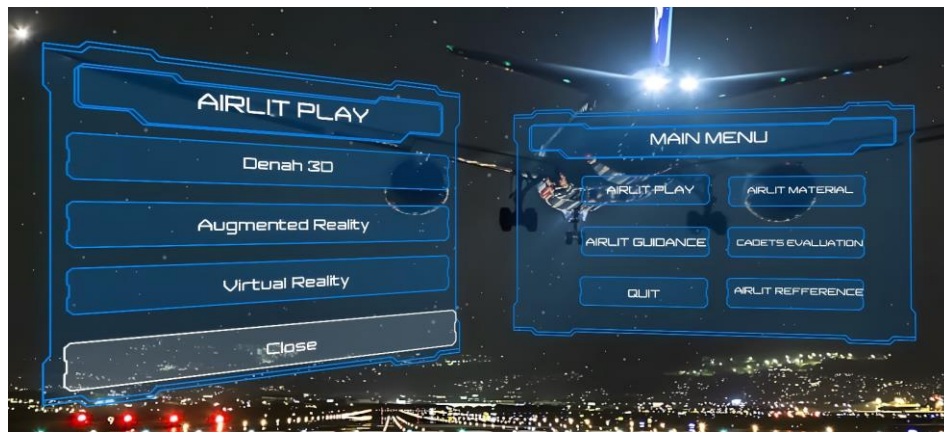 AIRLIT PLAY
Denah 3D
Augmented Reality
Virtual Reality
Close
MAIN MENU
AIRLIT PLAY
AIRLIT MATERIAL
AIRLIT GUIDANCE
CADETS EVALUATION
QUIT
AIRLIT REFFERENCE